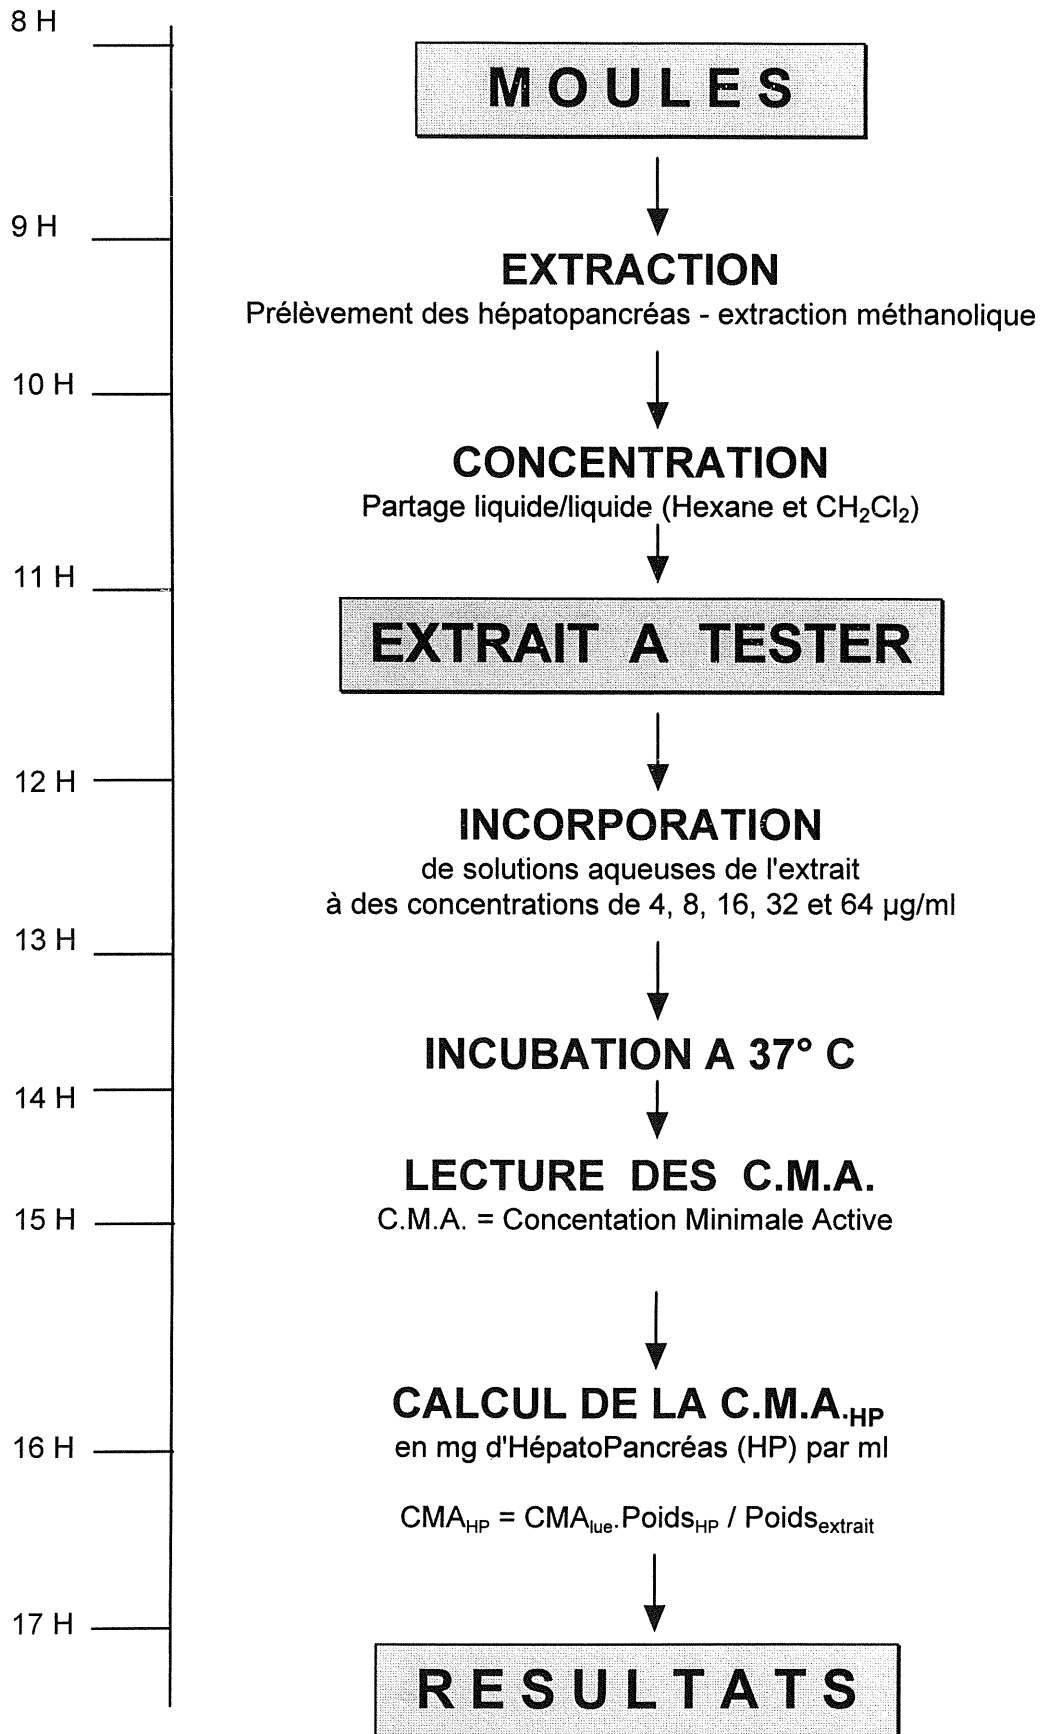 8 H
MOULES
9 H
EXTRACTION
Prélèvement des hépatopancréas - extraction méthanolique
10 H
CONCENTRATION
Partage liquide/liquide (Hexane et CH₂Cl₂)
11 H
EXTRAIT A TESTER
12 H
INCORPORATION
de solutions aqueuses de l'extrait
à des concentrations de 4, 8, 16, 32 et 64 µg/ml
13 H
INCUBATION A 37° C
14 H
LECTURE DES C.M.A.
15 H
C.M.A. = Concentation Minimale Active
CALCUL DE LA C.M.A.HP
16 H
en mg d'HépatoPancréas (HP) par ml
CMAHP = CMAlue.PoidsHP / Poidsextrait
17 H
RESULTATS